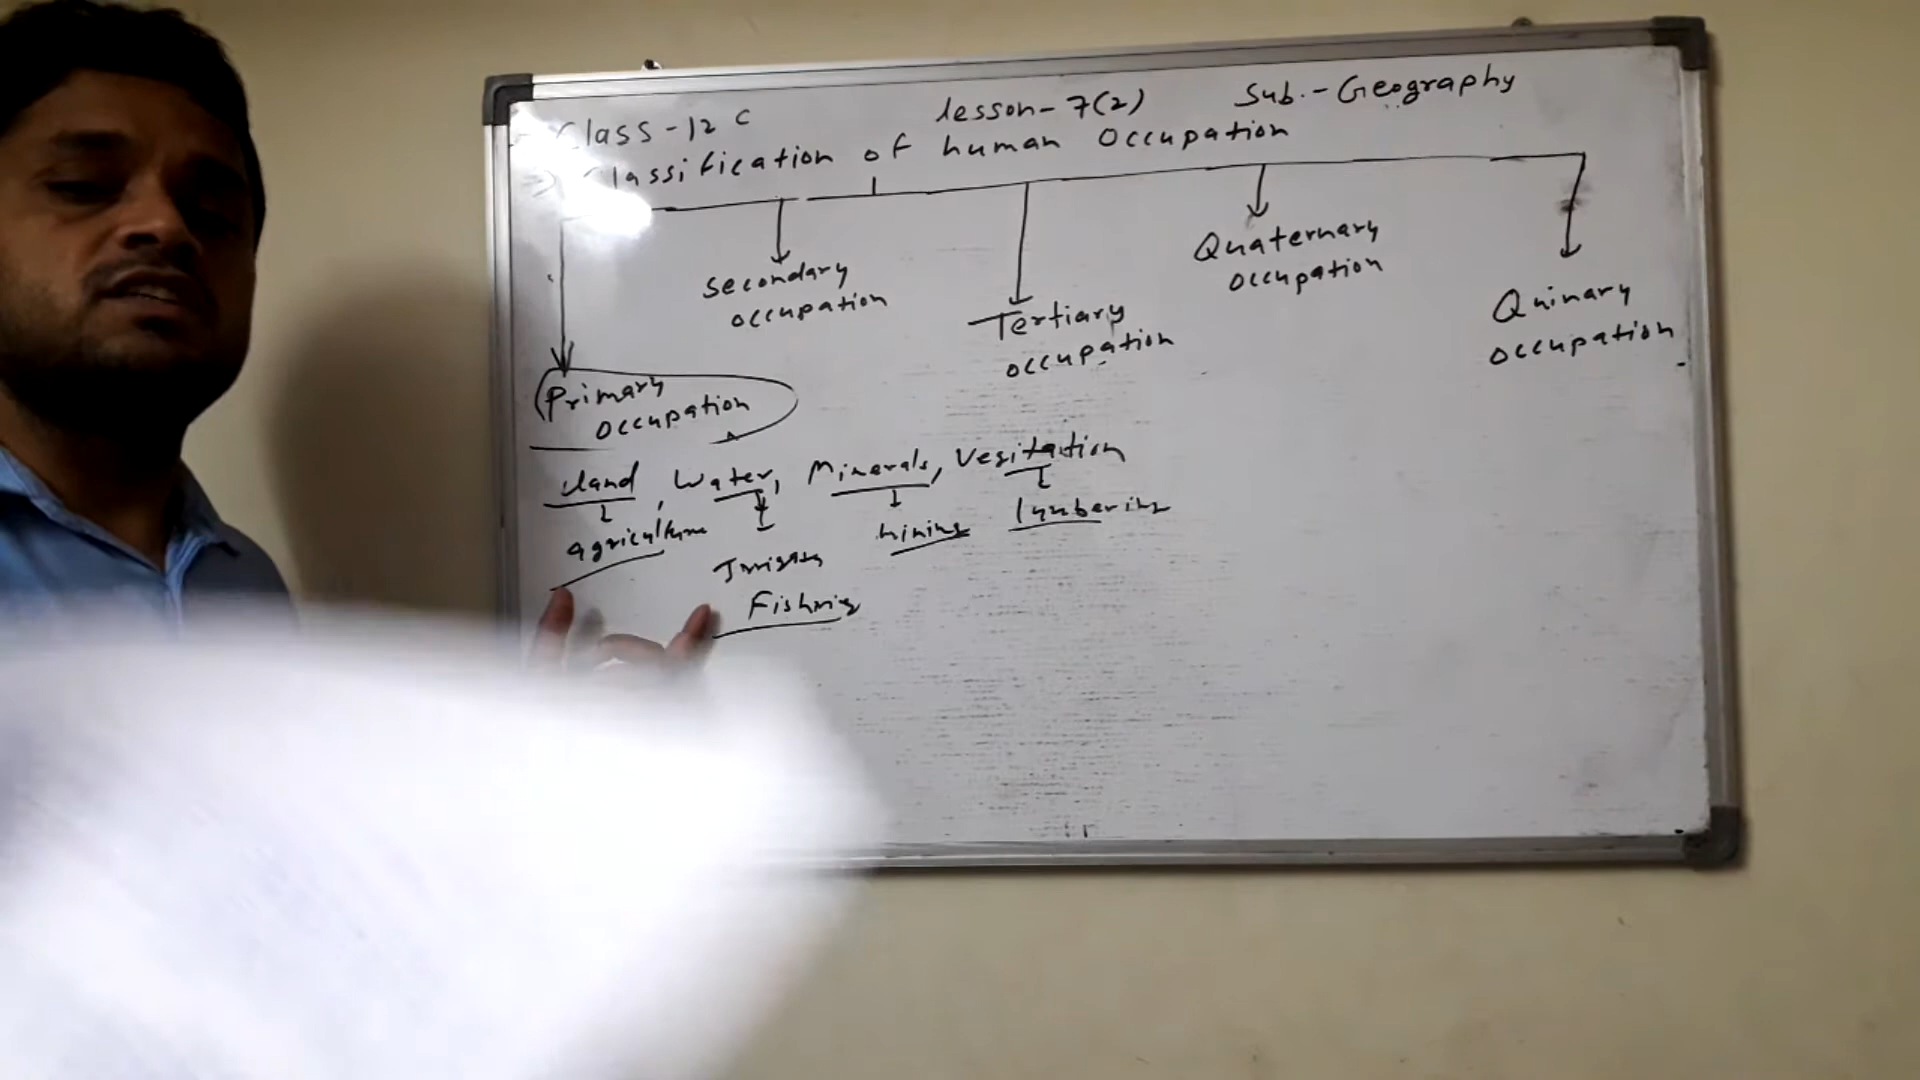 Class-12 C lesson-7(2) Sub.-Geography
=> Classification of human Occupation
Secondary
occupation
Tertiary
occupation
Quaternary
occupation
Quinary
occupation
Primary
occupation
land, Water, Minerals, Vegitation
agriculture mining lumbering
Fishing